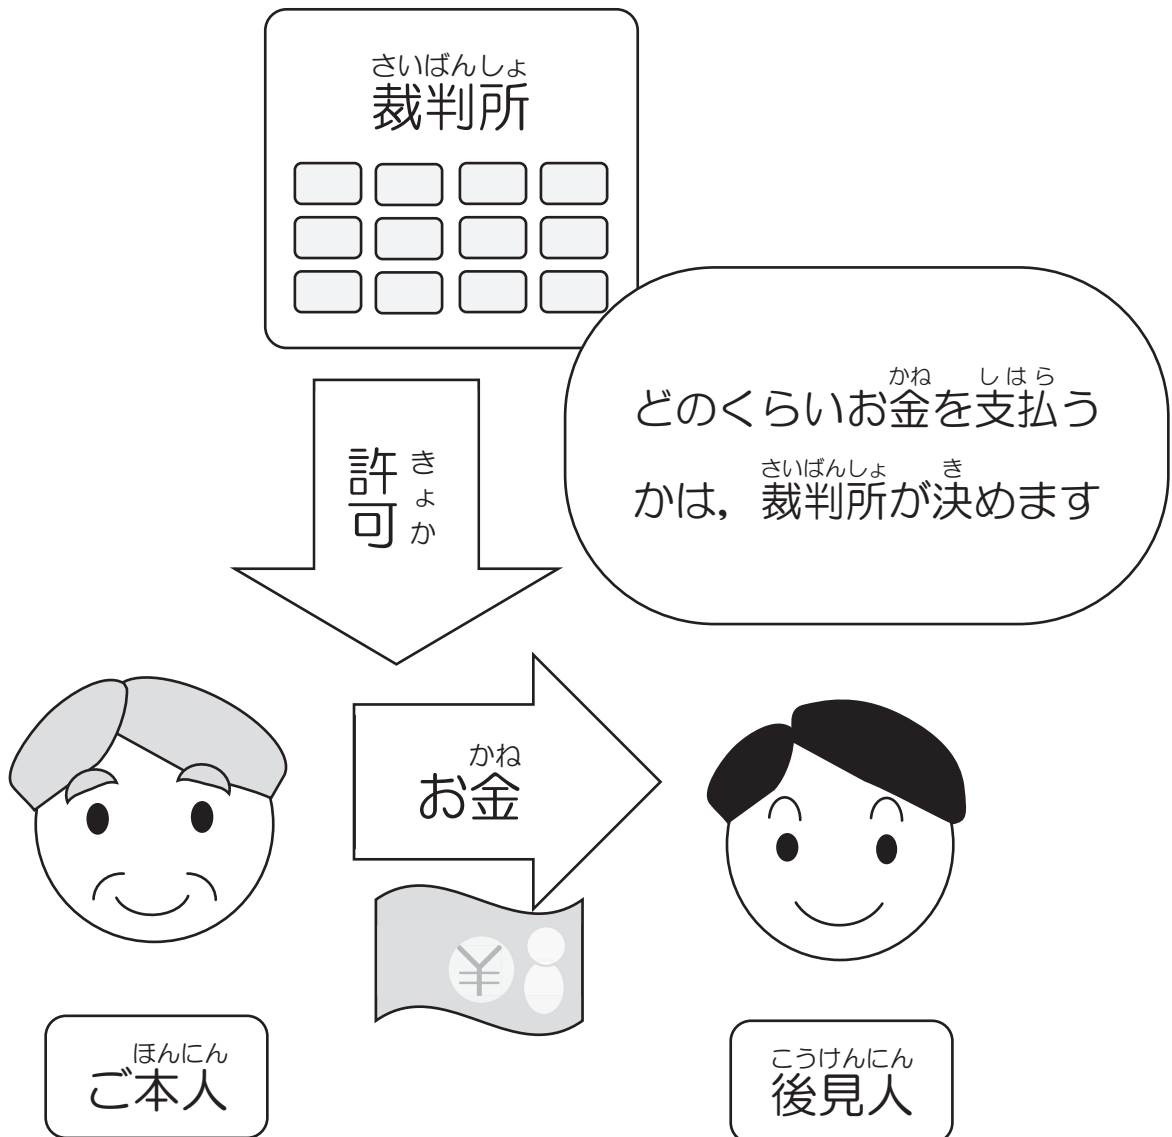 さいばんしょ
裁判所
かね しはら
どのくらいお金を支払う
さいばんしょ き
かは，裁判所が決めます
許可
きょか
かね
お金
¥
ほんにん
ご本人
こうけんにん
後見人